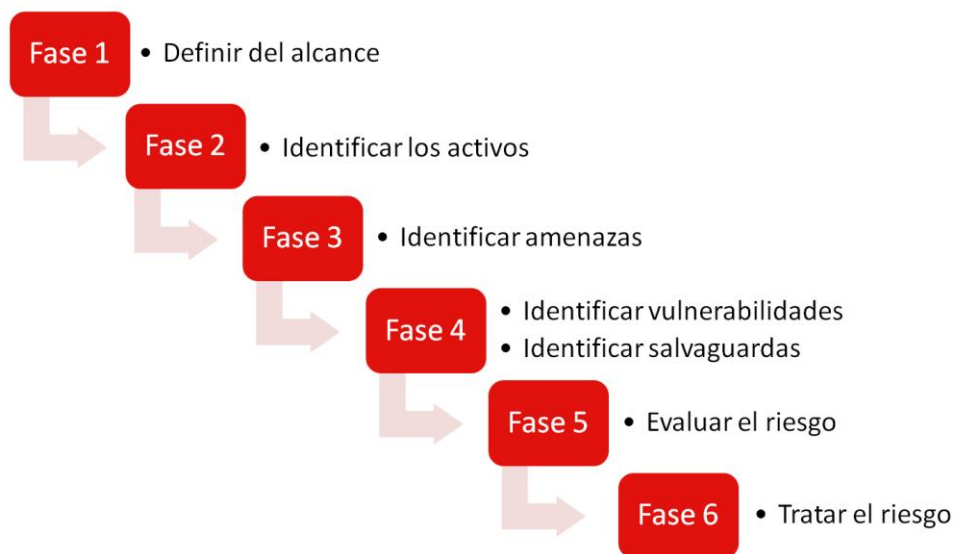 Fase 1
• Definir del alcance
Fase 2
• Identificar los activos
Fase 3
• Identificar amenazas
Fase 4
• Identificar vulnerabilidades
• Identificar salvaguardas
Fase 5
• Evaluar el riesgo
Fase 6
• Tratar el riesgo